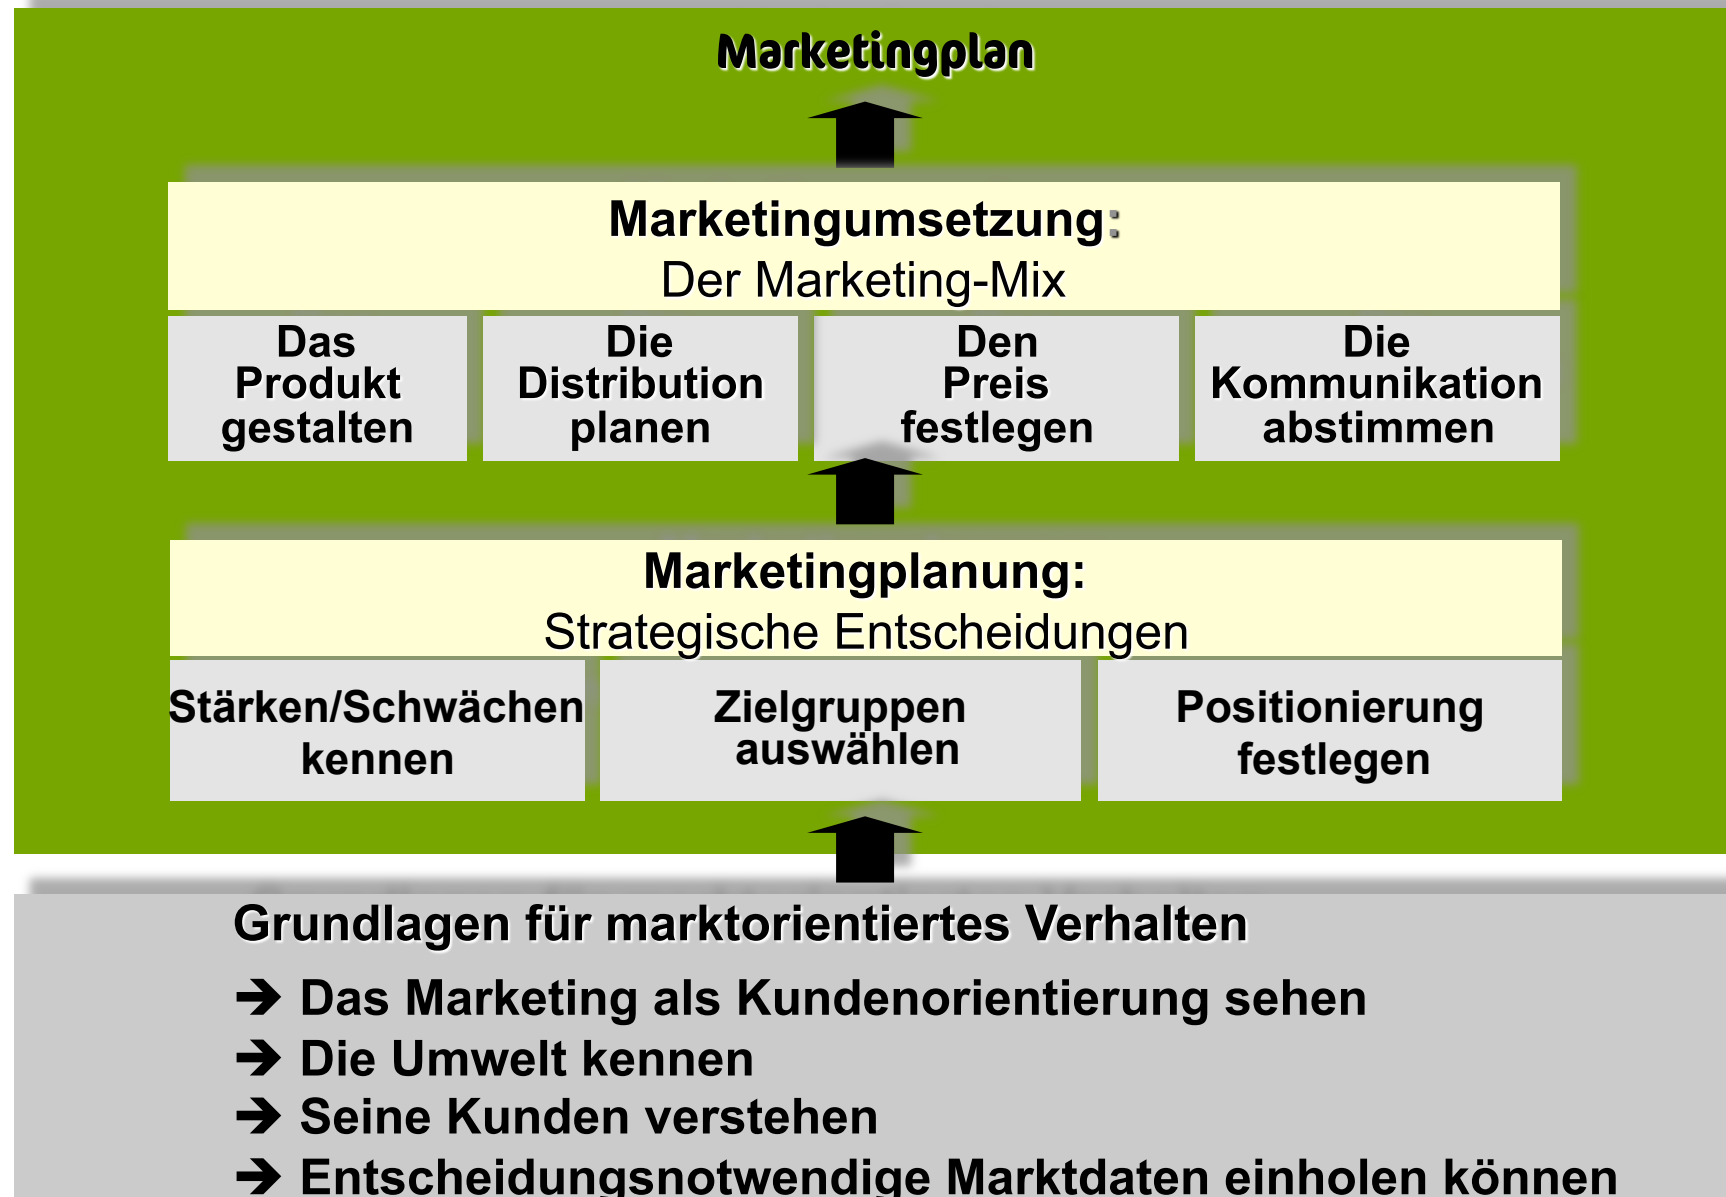 Marketingplan
Marketingumsetzung:
Der Marketing-Mix
Das
Produkt
gestalten
Die
Distribution
planen
Den
Preis
festlegen
Die
Kommunikation
abstimmen
Marketingplanung:
Strategische Entscheidungen
Stärken/Schwächen
kennen
Zielgruppen
auswählen
Positionierung
festlegen
Grundlagen für marktorientiertes Verhalten
➔ Das Marketing als Kundenorientierung sehen
➔ Die Umwelt kennen
➔ Seine Kunden verstehen
➔ Entscheidungsnotwendige Marktdaten einholen können